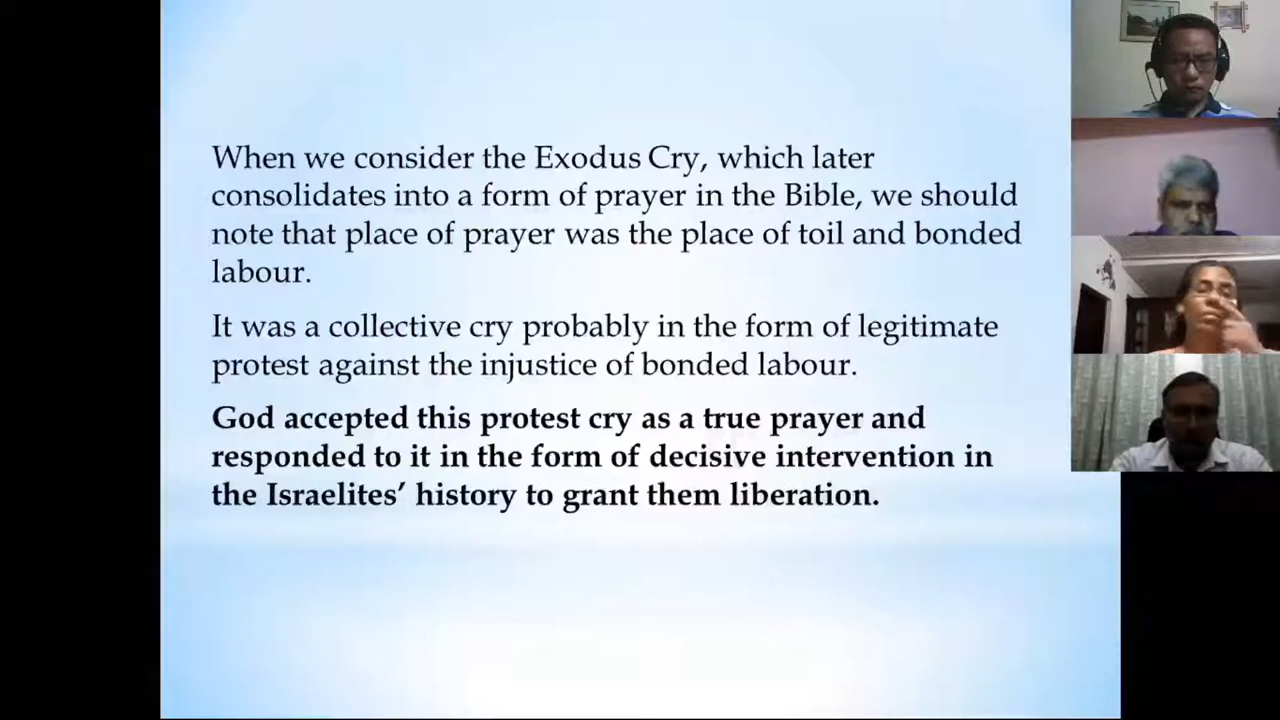 When we consider the Exodus Cry, which later
consolidates into a form of prayer in the Bible, we should
note that place of prayer was the place of toil and bonded
labour.
It was a collective cry probably in the form of legitimate
protest against the injustice of bonded labour.
God accepted this protest cry as a true prayer and
responded to it in the form of decisive intervention in
the Israelites’ history to grant them liberation.